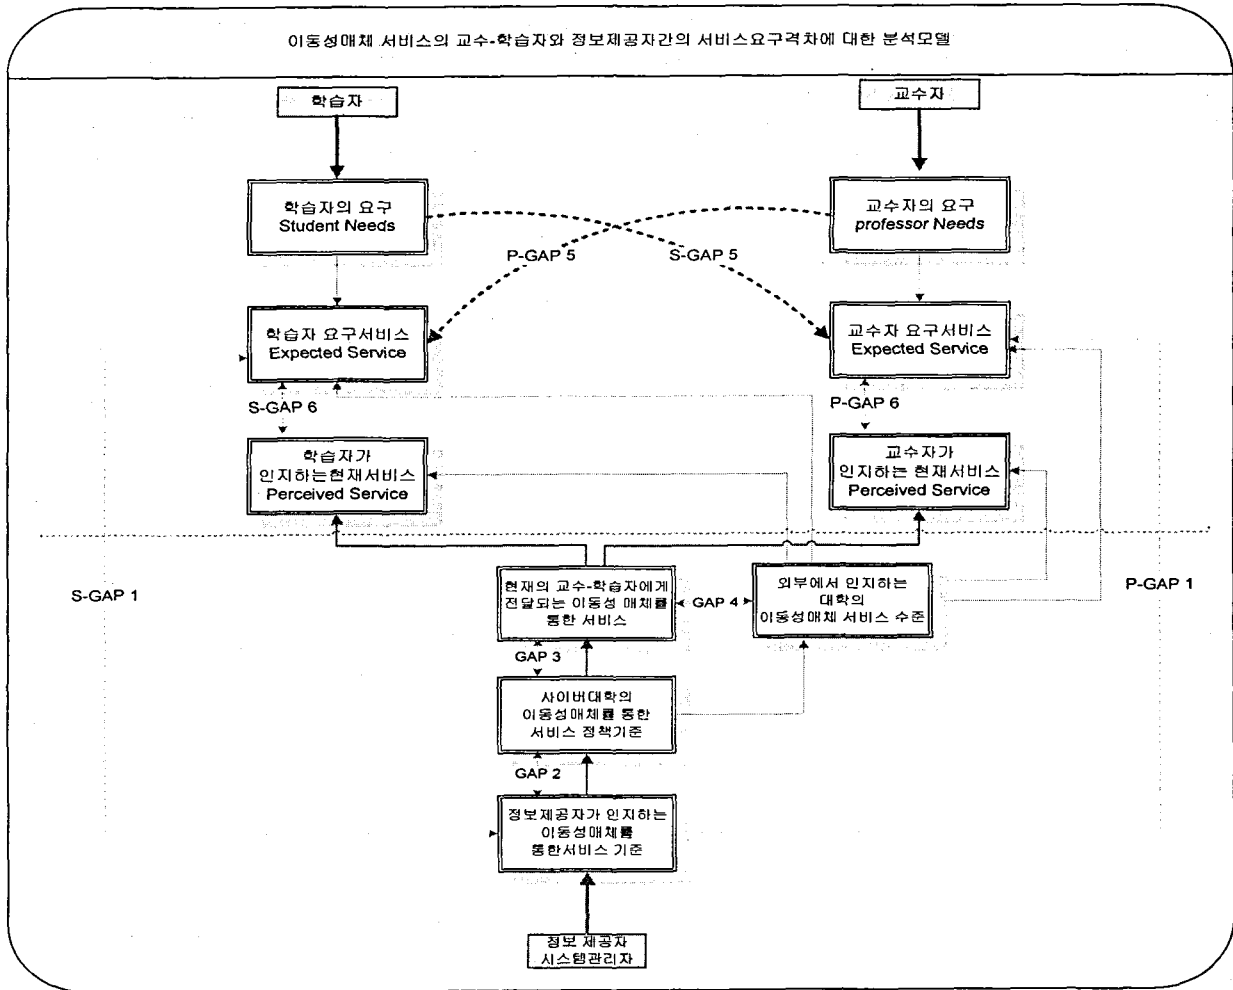 이동성매체 서비스의 교수-학습자와 정보제공자간의 서비스요구격차에 대한 분석모델
학습자
교수자
학습자의 요구
Student Needs
교수자의 요구
professor Needs
P-GAP 5
S-GAP 5
학습자 요구서비스
Expected Service
교수자 요구서비스
Expected Service
S-GAP 6
P-GAP 6
학습자가
인지하는현재서비스
Perceived Service
교수자가
인지하는 현재서비스
Perceived Service
S-GAP 1
현재의 교수-학습자에게
전달되는 이동성 매체를
통한 서비스
GAP 4
외부에서 인지하는
대학의
이동성매체 서비스 수준
P-GAP 1
GAP 3
사이버대학의
이동성매체를 통한
서비스 정책기준
GAP 2
정보제공자가 인지하는
이동성매체를
통한서비스 기준
정보 제공자
시스템관리자